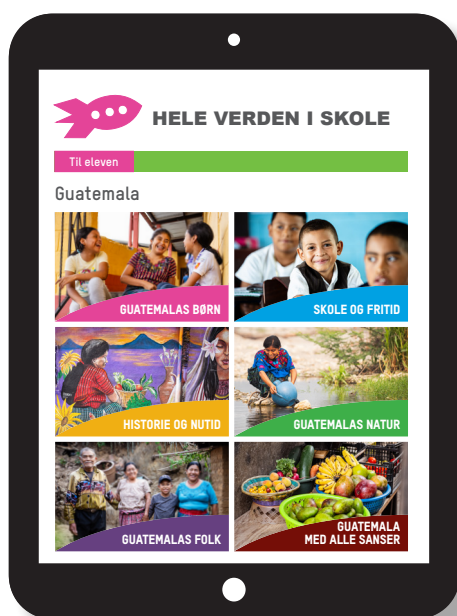 HELE VERDEN I SKOLE
Til eleven
Guatemala
GUATEMALAS BØRN
SKOLE OG FRITID
HISTORIE OG NUTID
GUATEMALAS NATUR
GUATEMALAS FOLK
GUATEMALA
MED ALLE SANSER